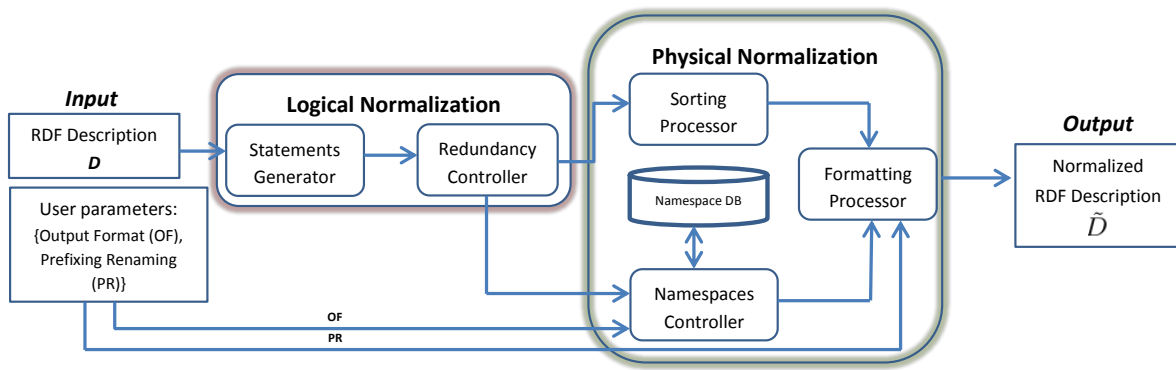 Input
RDF Description
D
User parameters:
{Output Format (OF),
Prefixing Renaming
(PR)}
Logical Normalization
Statements
Generator
Redundancy
Controller
Physical Normalization
Sorting
Processor
Namespace DB
Namespaces
Controller
Formatting
Processor
OF
PR
Output
Normalized
RDF Description
D̃